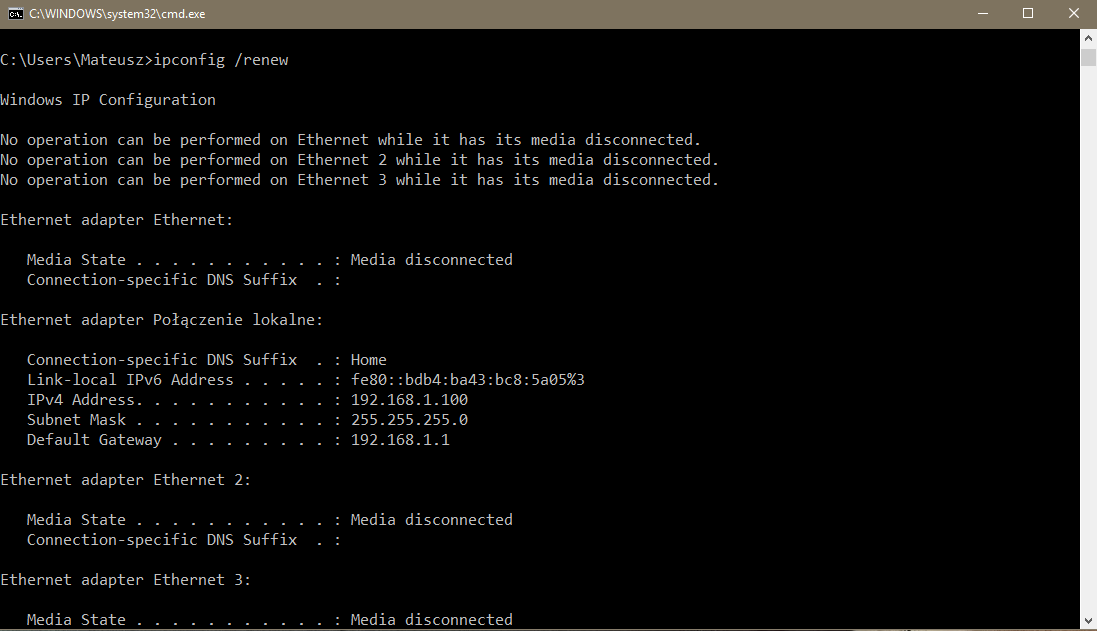 C:\WINDOWS\system32\cmd.exe
C:\Users\Mateusz>ipconfig /renew
Windows IP Configuration
No operation can be performed on Ethernet while it has its media disconnected.
No operation can be performed on Ethernet 2 while it has its media disconnected.
No operation can be performed on Ethernet 3 while it has its media disconnected.
Ethernet adapter Ethernet:
   Media State . . . . . . . . . . . : Media disconnected
   Connection-specific DNS Suffix  . :
Ethernet adapter Połączenie lokalne:
   Connection-specific DNS Suffix  . : Home
   Link-local IPv6 Address . . . . . : fe80::bdb4:ba43:bc8:5a05%3
   IPv4 Address. . . . . . . . . . . : 192.168.1.100
   Subnet Mask . . . . . . . . . . . : 255.255.255.0
   Default Gateway . . . . . . . . . : 192.168.1.1
Ethernet adapter Ethernet 2:
   Media State . . . . . . . . . . . : Media disconnected
   Connection-specific DNS Suffix  . :
Ethernet adapter Ethernet 3:
   Media State . . . . . . . . . . . : Media disconnected